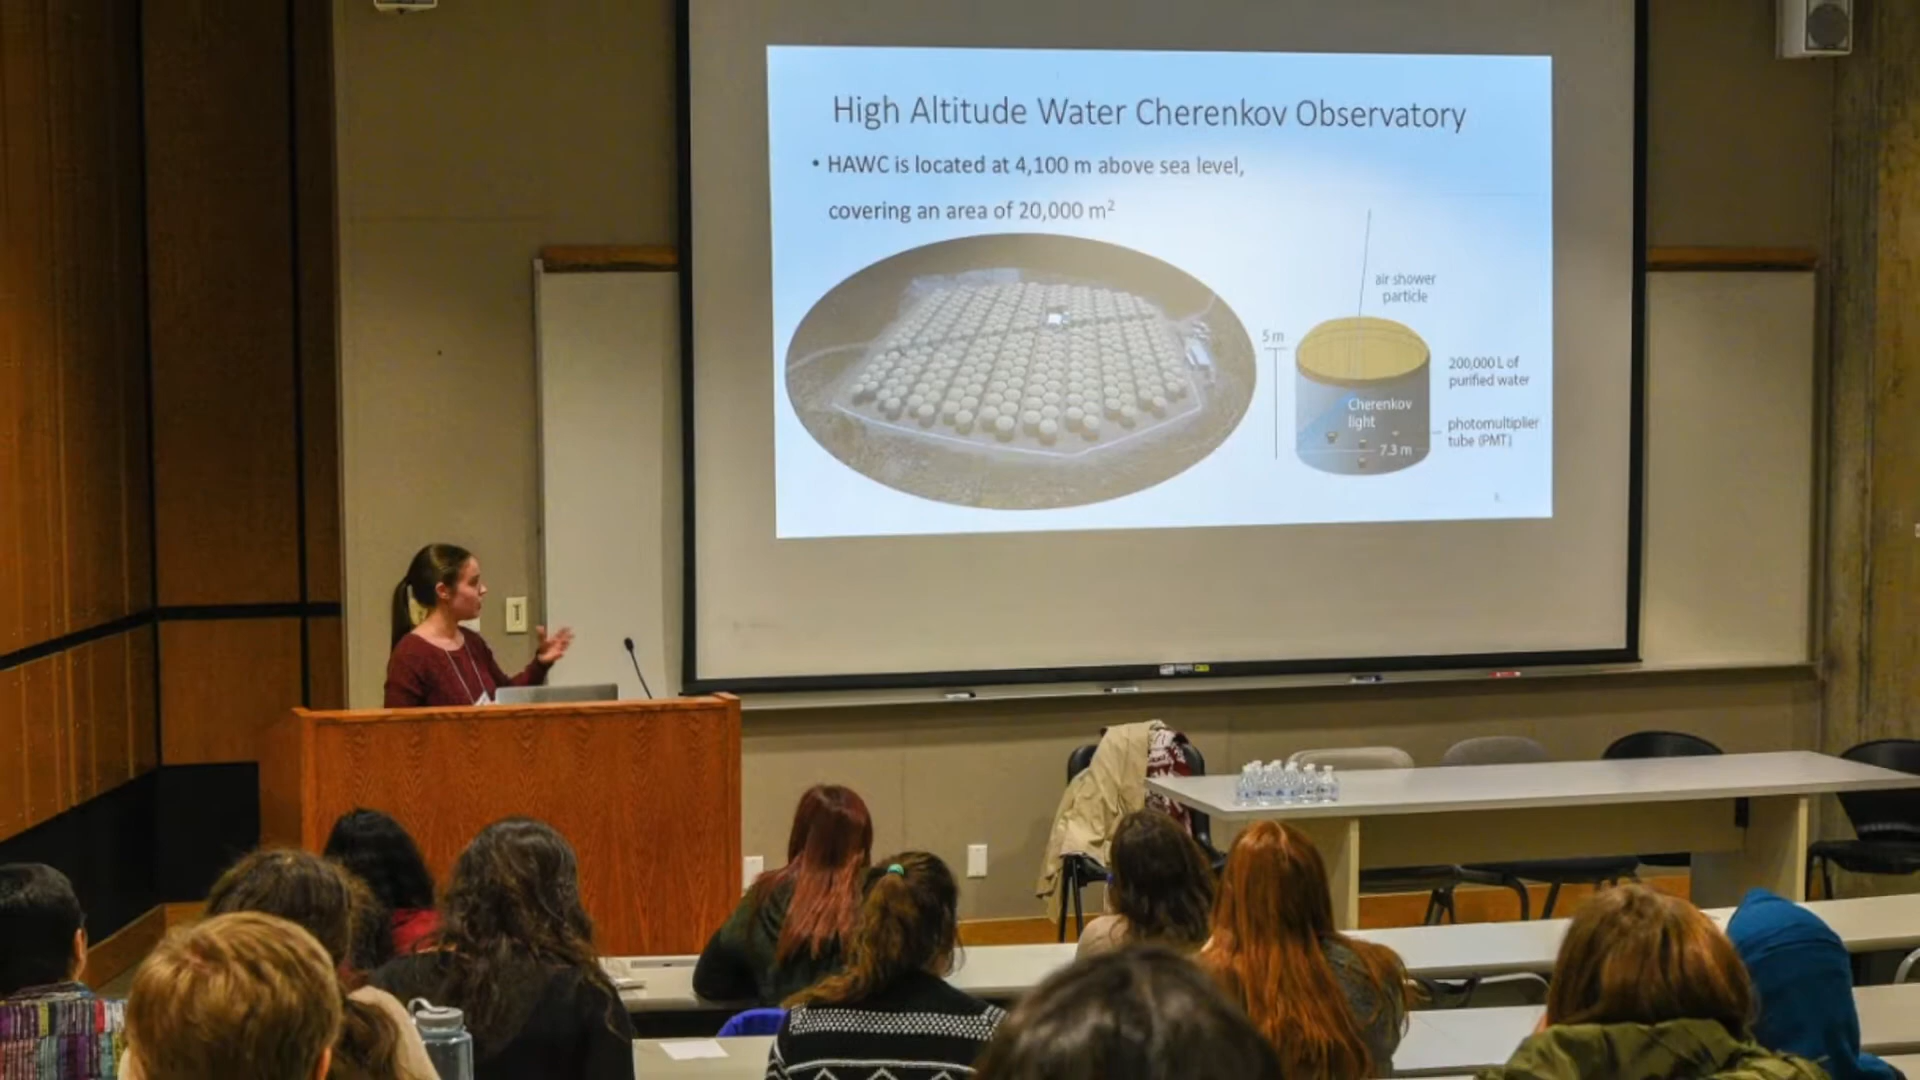 High Altitude Water Cherenkov Observatory
• HAWC is located at 4,100 m above sea level,
covering an area of 20,000 m²
air shower
particle
5 m
200,000 L of
purified water
Cherenkov
light
photomultiplier
tube (PMT)
7.3 m